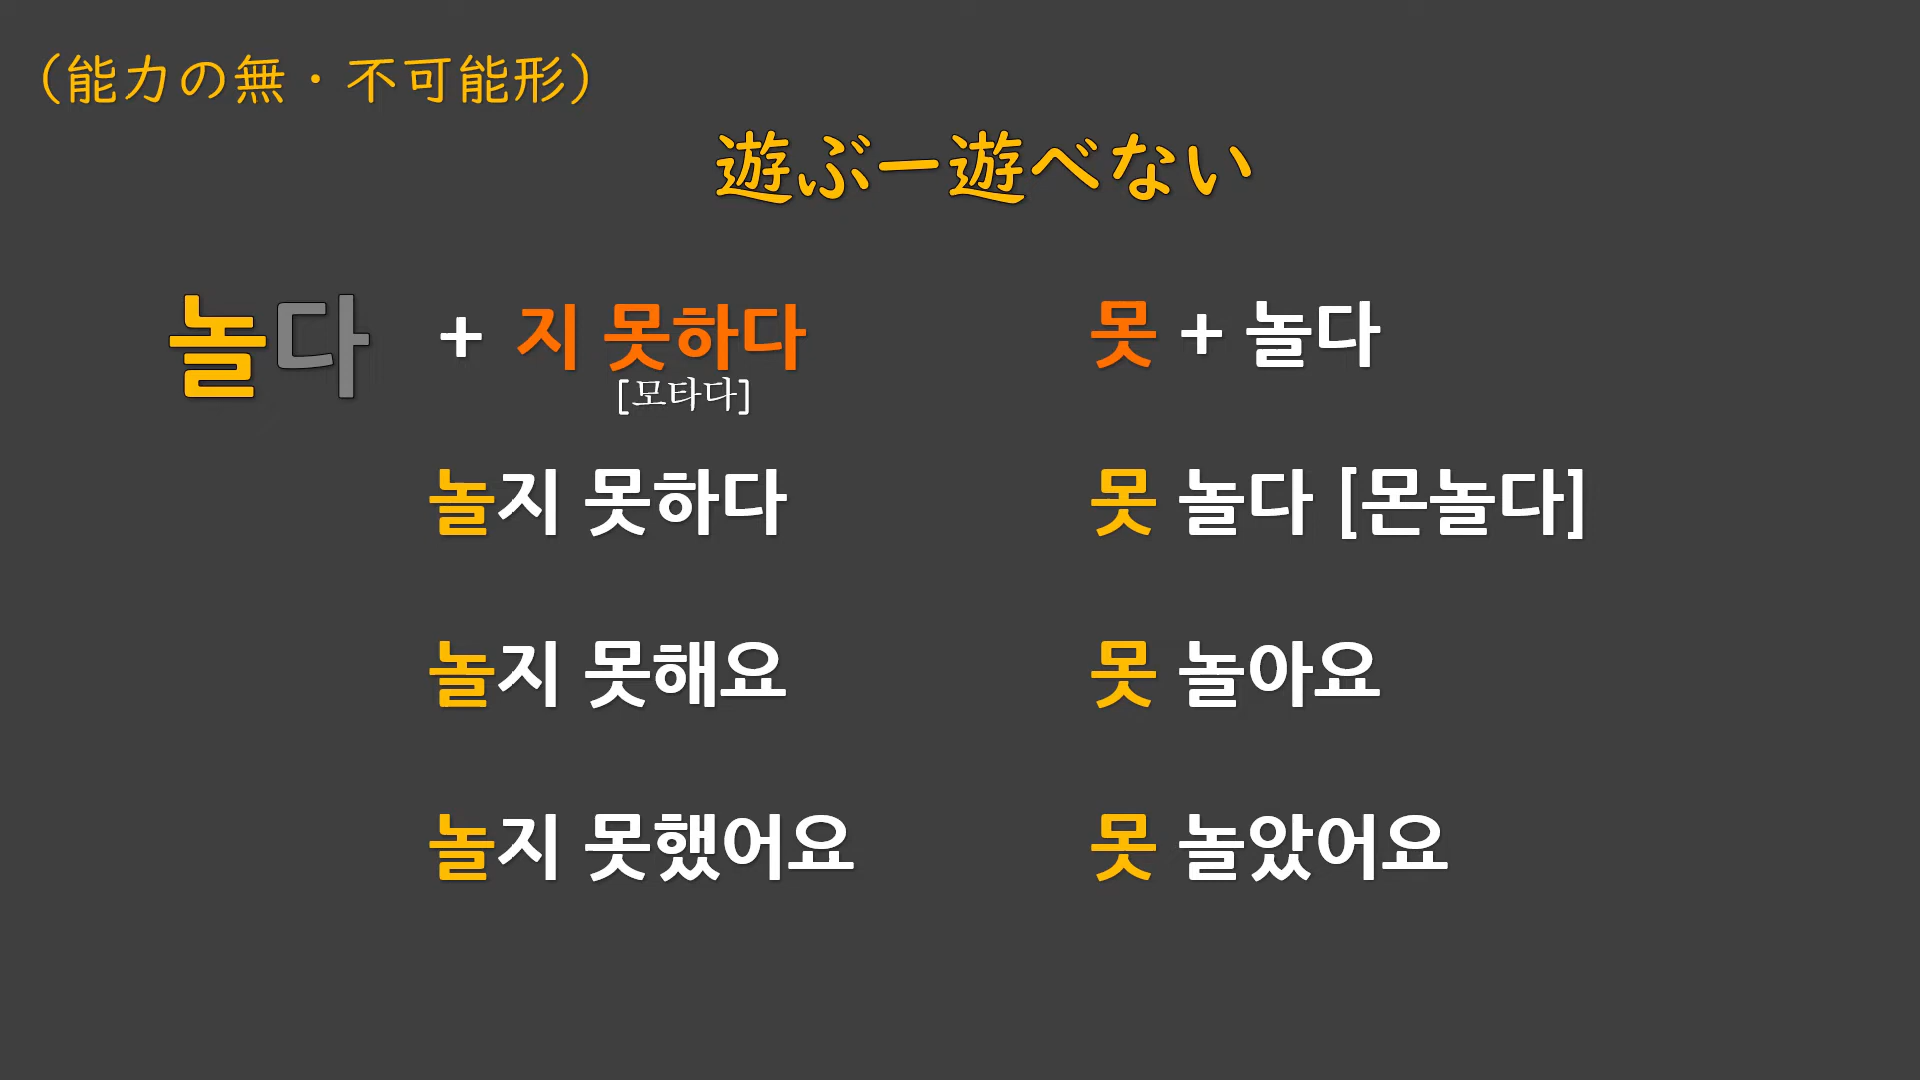 （能力の無・不可能形）
遊ぶー遊べない
놀다 + 지 못하다
[모타다]
못 + 놀다
놀지 못하다
못 놀다 [몬놀다]
놀지 못해요
못 놀아요
놀지 못했어요
못 놀았어요